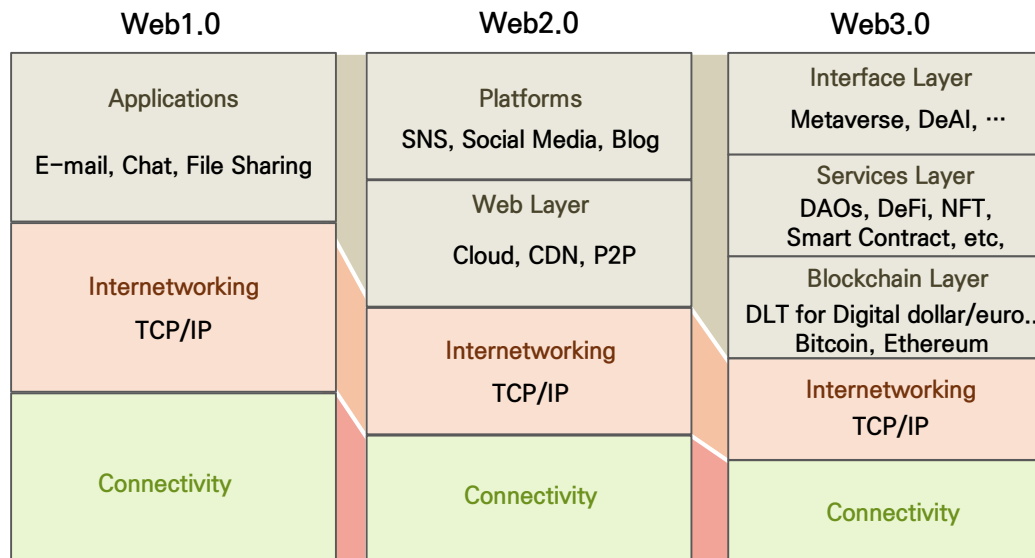 Web1.0
Applications
E-mail, Chat, File Sharing
Internetworking
TCP/IP
Connectivity
Web2.0
Platforms
SNS, Social Media, Blog
Web Layer
Cloud, CDN, P2P
Internetworking
TCP/IP
Connectivity
Web3.0
Interface Layer
Metaverse, DeAI, ⋯
Services Layer
DAOs, DeFi, NFT,
Smart Contract, etc,
Blockchain Layer
DLT for Digital dollar/euro..
Bitcoin, Ethereum
Internetworking
TCP/IP
Connectivity